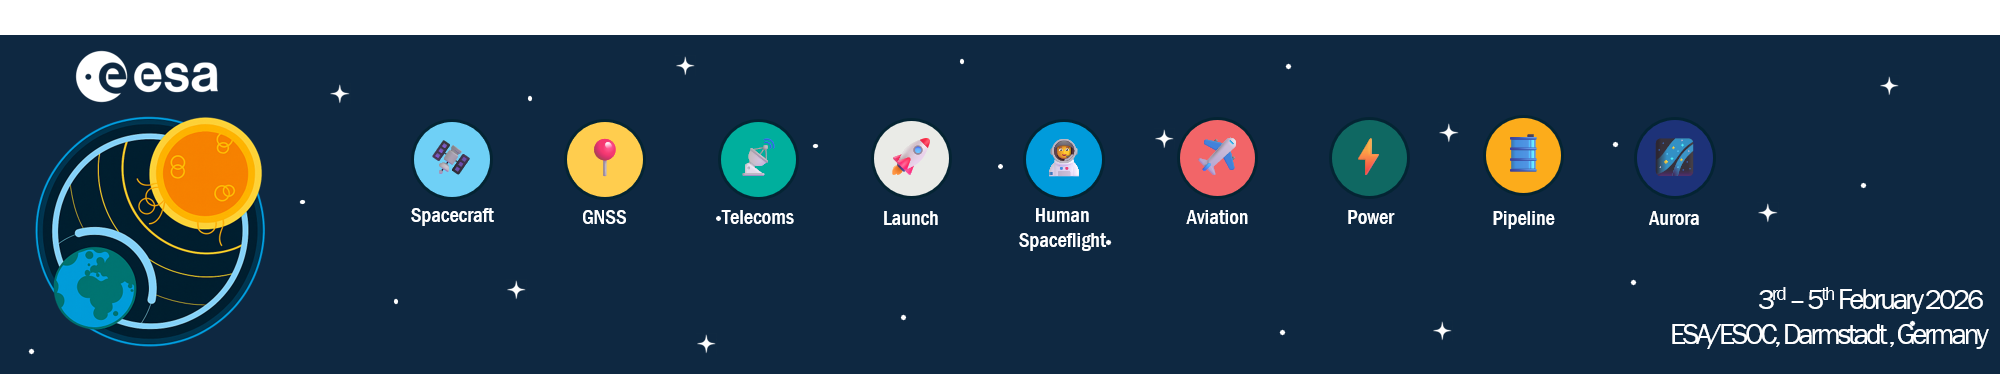 esa
Spacecraft
GNSS
Telecoms
Launch
Human
Spaceflight
Aviation
Power
Pipeline
Aurora
3rd – 5th February 2026
ESA/ESOC, Darmstadt , Germany